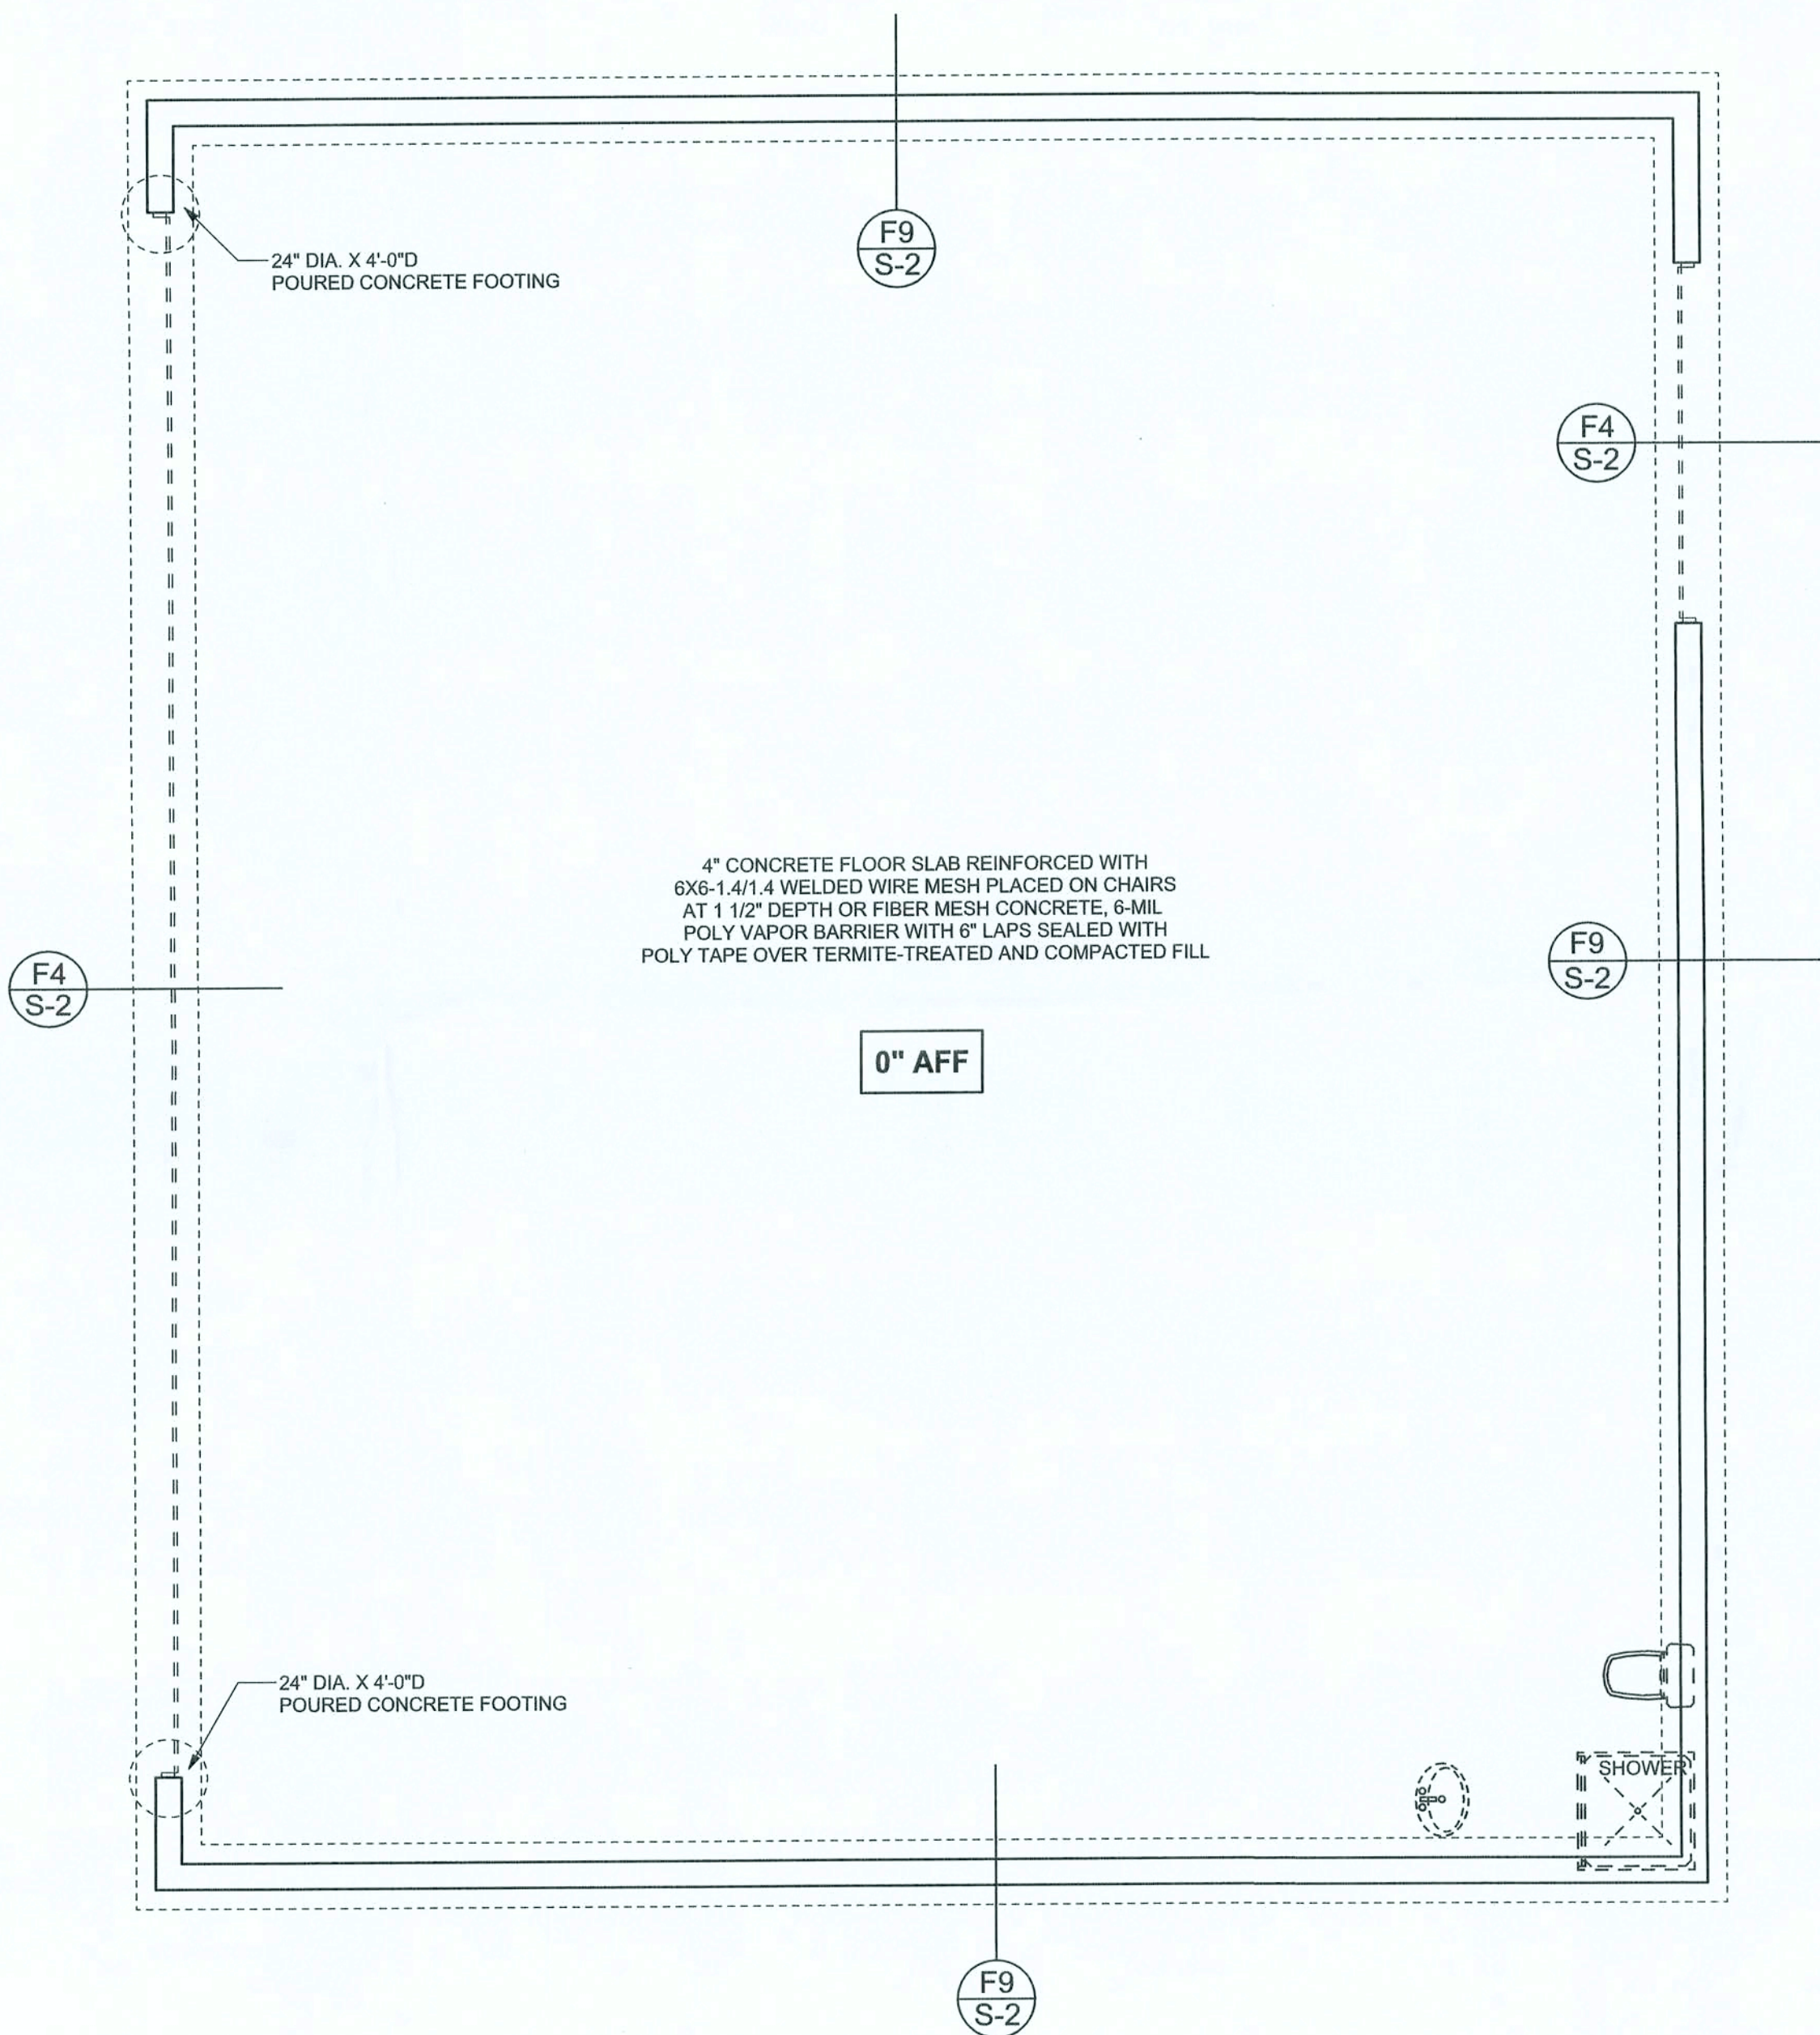 F9
S-2
24" DIA. X 4'-0"D
POURED CONCRETE FOOTING
F4
S-2
4" CONCRETE FLOOR SLAB REINFORCED WITH
6X6-1.4/1.4 WELDED WIRE MESH PLACED ON CHAIRS
AT 1 1/2" DEPTH OR FIBER MESH CONCRETE, 6-MIL
POLY VAPOR BARRIER WITH 6" LAPS SEALED WITH
POLY TAPE OVER TERMITE-TREATED AND COMPACTED FILL
F4
S-2
F9
S-2
0" AFF
24" DIA. X 4'-0"D
POURED CONCRETE FOOTING
SHOWER
F9
S-2